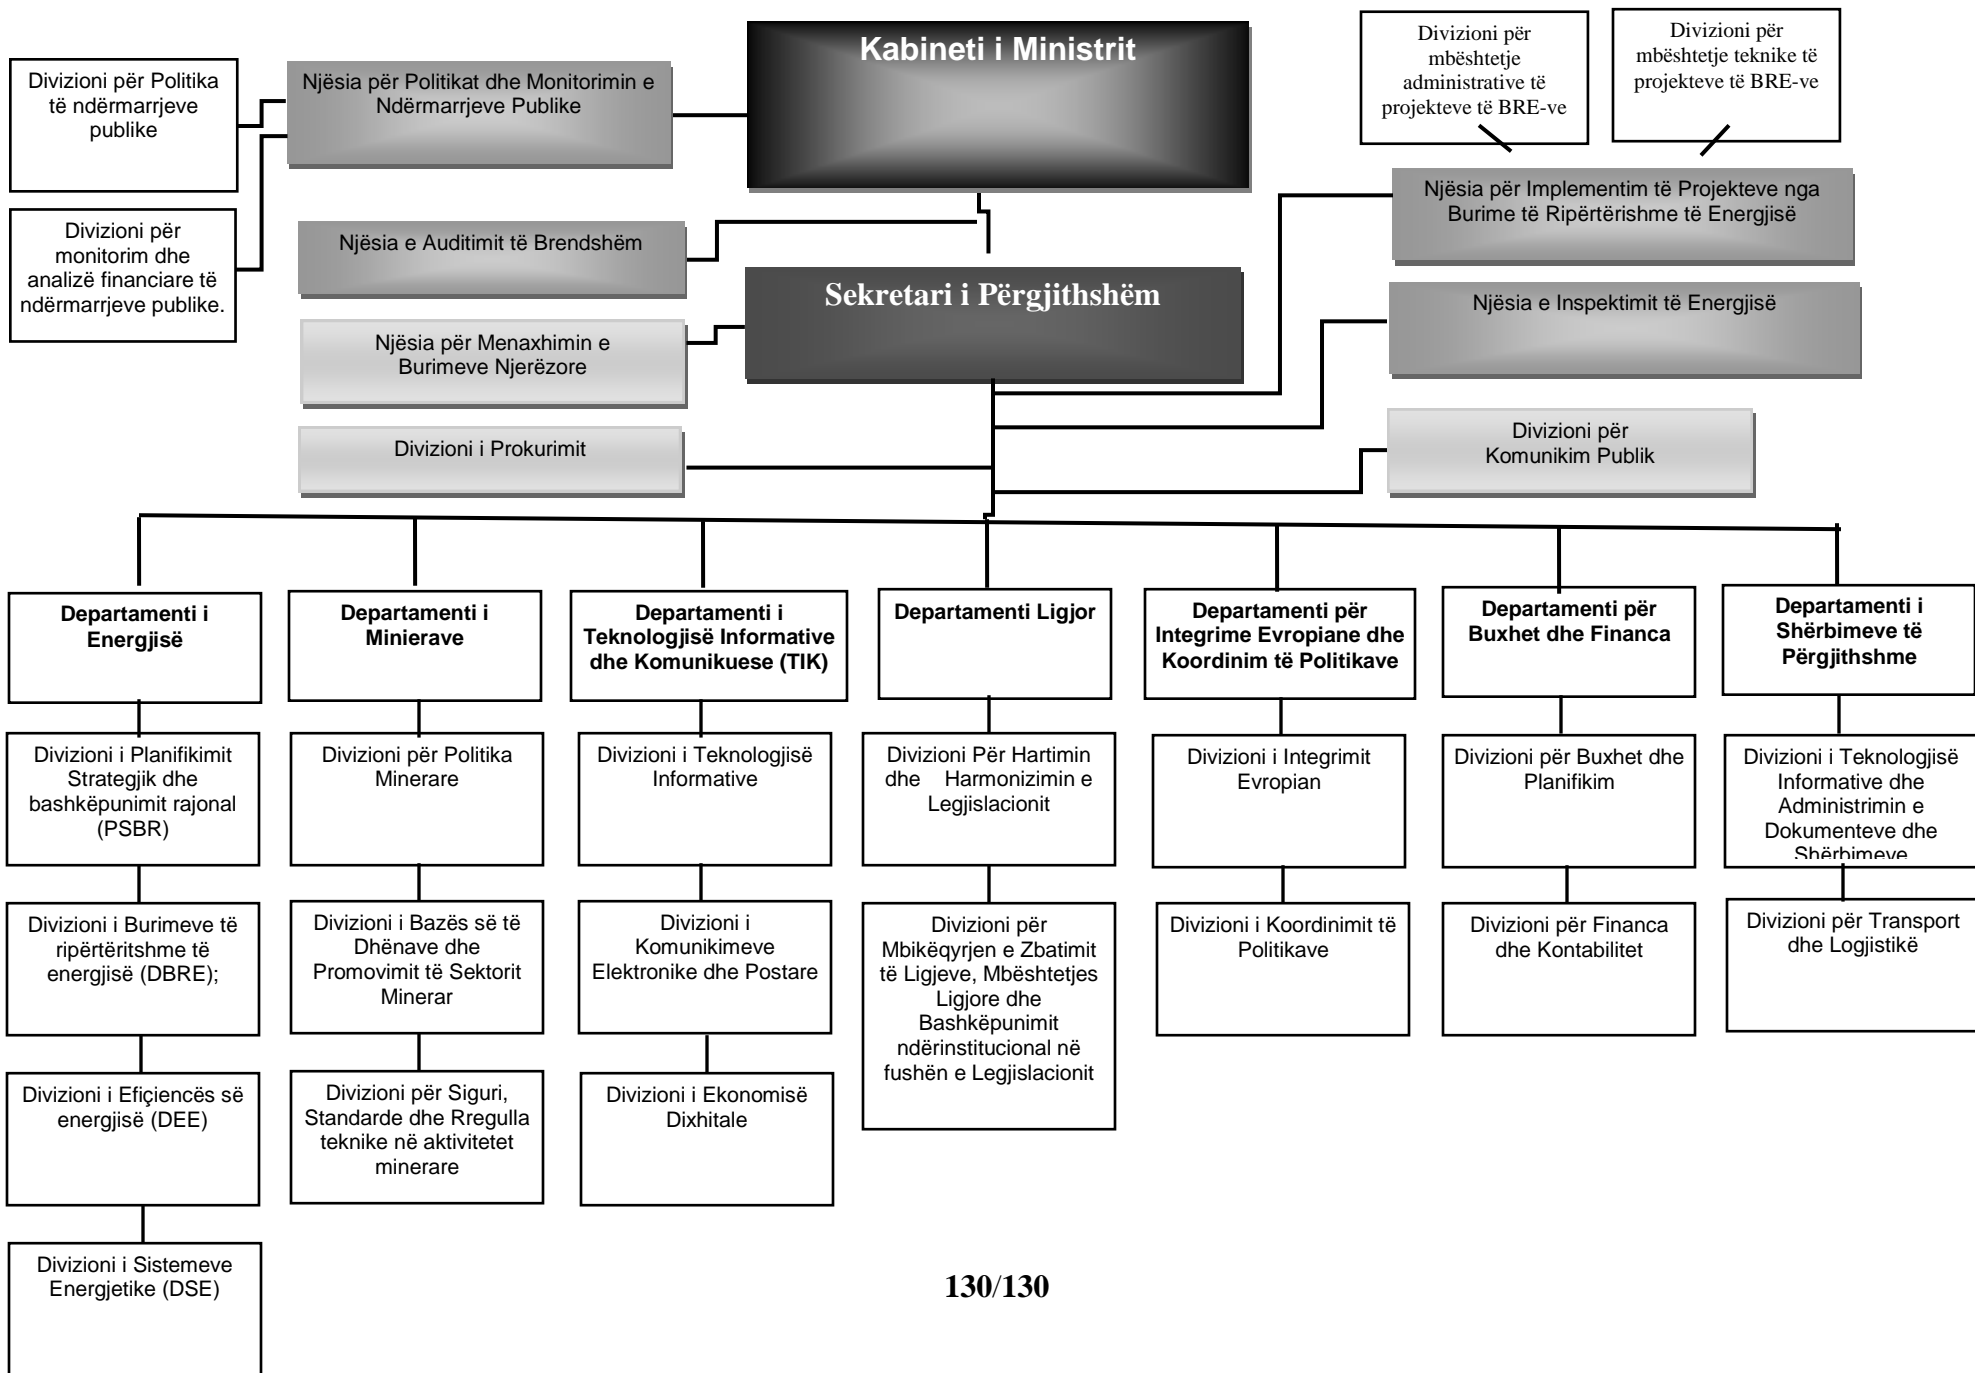 Kabineti i Ministrit
Divizioni për
mbështetje
administrative të
projekteve të BRE-ve
Divizioni për
mbështetje teknike të
projekteve të BRE-ve
Divizioni për Politika
të ndërmarrjeve
publike
Njësia për Politikat dhe Monitorimin e
Ndërmarrjeve Publike
Njësia për Implementim të Projekteve nga
Burime të Ripërtërishme të Energjisë
Divizioni për
monitorim dhe
analizë financiare të
ndërmarrjeve publike.
Njësia e Auditimit të Brendshëm
Sekretari i Përgjithshëm
Njësia e Inspektimit të Energjisë
Njësia për Menaxhimin e
Burimeve Njerëzore
Divizioni i Prokurimit
Divizioni për
Komunikim Publik
Departamenti i
Energjisë
Departamenti i
Minierave
Departamenti i
Teknologjisë Informative
dhe Komunikuese (TIK)
Departamenti Ligjor
Departamenti për
Integrime Evropiane dhe
Koordinim të Politikave
Departamenti për
Buxhet dhe Financa
Departamenti i
Shërbimeve të
Përgjithshme
Divizioni i Planifikimit
Strategjik dhe
bashkëpunimit rajonal
(PSBR)
Divizioni për Politika
Minerare
Divizioni i Teknologjisë
Informative
Divizioni Për Hartimin
dhe Harmonizimin e
Legjislacionit
Divizioni i Integrimit
Evropian
Divizioni për Buxhet dhe
Planifikim
Divizioni i Teknologjisë
Informative dhe
Administrimin e
Dokumenteve dhe
Shërbimeve
Divizioni i Burimeve të
ripërtëritshme të
energjisë (DBRE);
Divizioni i Bazës së të
Dhënave dhe
Promovimit të Sektorit
Minerar
Divizioni i
Komunikimeve
Elektronike dhe Postare
Divizioni për
Mbikëqyrjen e Zbatimit
të Ligjeve, Mbështetjes
Ligjore dhe
Bashkëpunimit
ndërinstitucional në
fushën e Legjislacionit
Divizioni i Koordinimit të
Politikave
Divizioni për Financa
dhe Kontabilitet
Divizioni për Transport
dhe Logjistikë
Divizioni i Efiçiencës së
energjisë (DEE)
Divizioni për Siguri,
Standarde dhe Rregulla
teknike në aktivitetet
minerare
Divizioni i Ekonomisë
Dixhitale
Divizioni i Sistemeve
Energjetike (DSE)
130/130